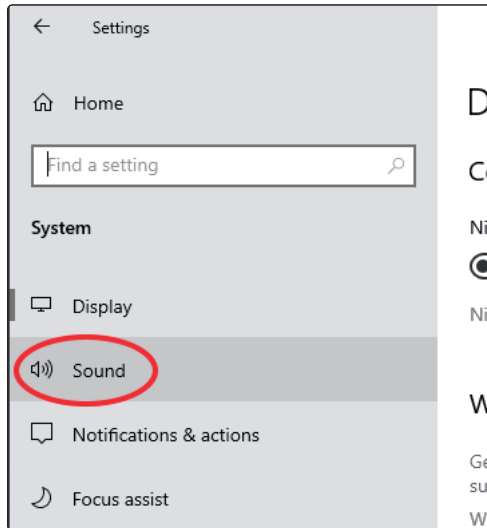 Settings
Home
Find a setting
System
Display
Sound
Notifications & actions
Focus assist